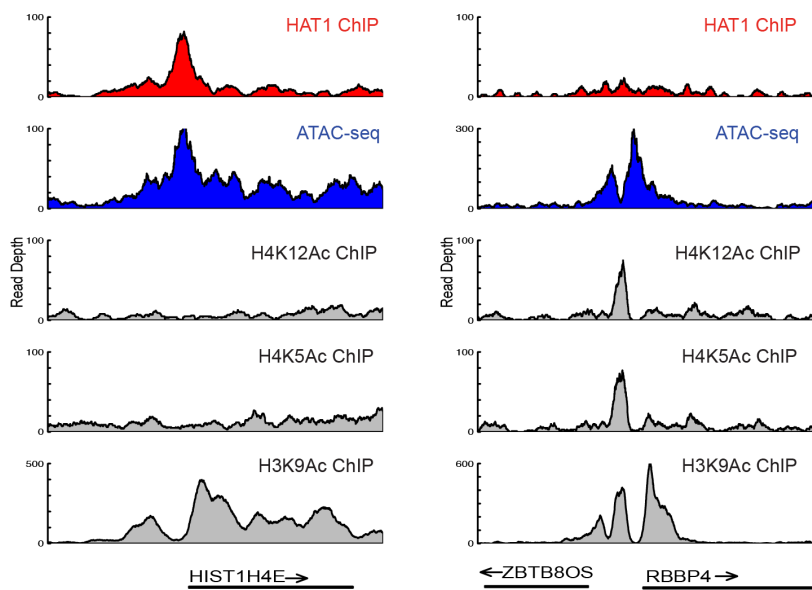 100
HAT1 ChIP
0
100
ATAC-seq
0
100
H4K12Ac ChIP
Read Depth
0
100
H4K5Ac ChIP
0
500
H3K9Ac ChIP
0
HIST1H4E→
100
HAT1 ChIP
0
300
ATAC-seq
0
100
H4K12Ac ChIP
Read Depth
0
100
H4K5Ac ChIP
0
600
H3K9Ac ChIP
0
←ZBTB8OS
RBBP4→